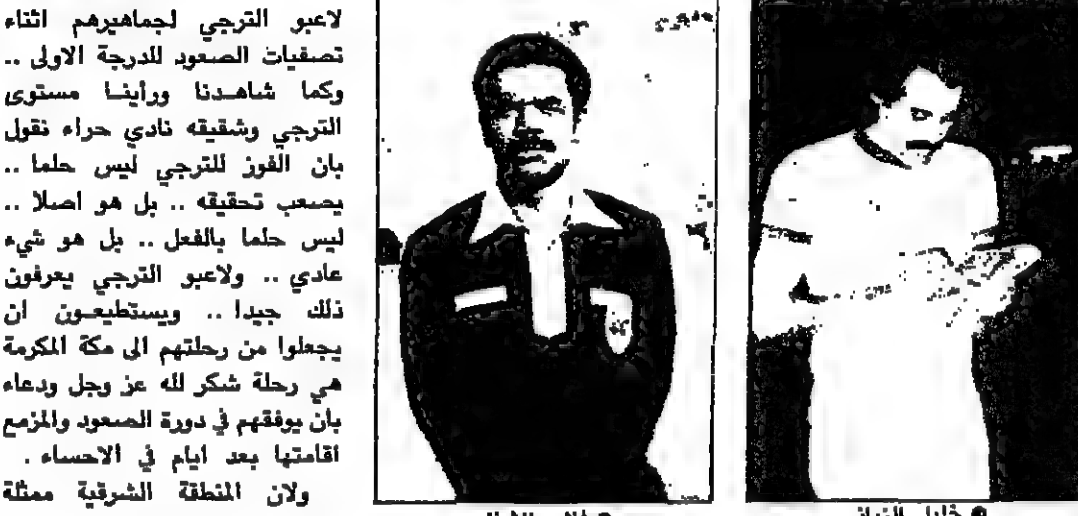 لاعبو الترجي لجماهيرهم اثناء
تصفيات الصعود للدرجة الاولى ..
وكما شاهدنا ورأينا مستوى
الترجي وشقيقه نادي حراء نقول
بان الفوز للترجي ليس حلما ..
يصعب تحقيقه .. بل هو اصلا ..
ليس حلما بالفعل .. بل هو شيء
عادي .. ولاعبو الترجي يعرفون
ذلك جيدا .. ويستطيعون ان
يجعلوا من رحلتهم الى مكة المكرمة
هي رحلة شكر لله عز وجل ودعاء
بان يوفقهم في دورة الصعود والمزمع
أقامتها بعد ايام في الاحساء .
ولان المنطقة الشرقية ممثلة